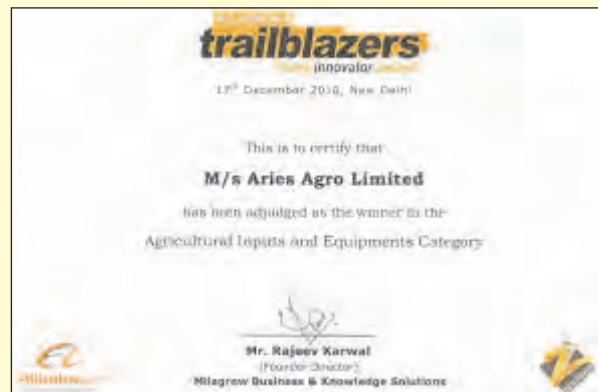 trailblazers
innovator
17th December 2010, New Delhi
This is to certify that
M/s Aries Agro Limited
has been adjudged as the winner in the
Agricultural Inputs and Equipments Category
Mr. Rajeev Karwal
(Founder Director)
Milagrow Business & Knowledge Solutions